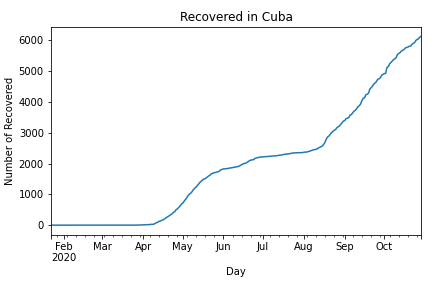 Recovered in Cuba
Number of Recovered
6000
5000
4000
3000
2000
1000
0
Feb Mar Apr May Jun Jul Aug Sep Oct
2020
Day